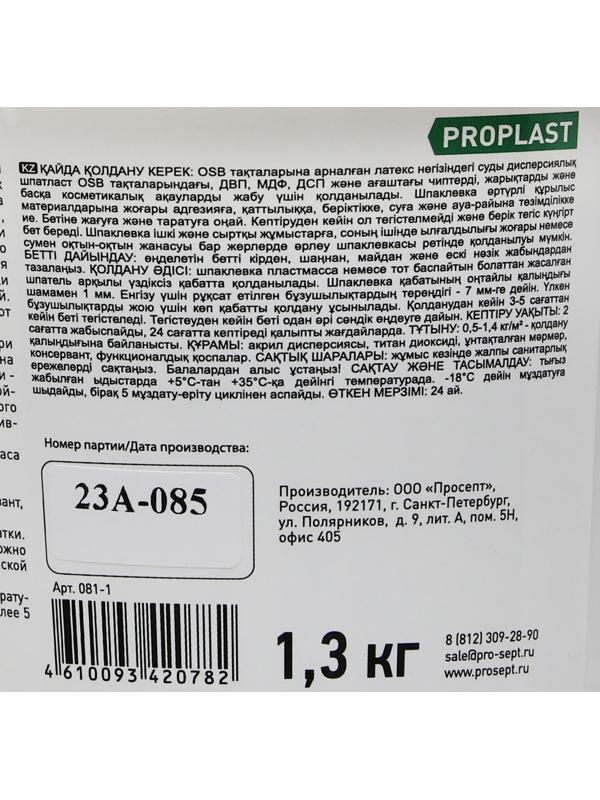 PROPLAST
KZ ҚАЙДА ҚОЛДАНУ КЕРЕК: OSB тақталарына арналған латекс негізіндегі суды дисперсиялық
шпатласт OSB тақталарындағы, ДВП, МДФ, ДСП және ағаштағы чиптерді, жарықтарды және
басқа косметикалық ақауларды жабу үшін қолданылады. Шпаклевка әртүрлі құрылыс
материалдарына жоғары адгезияға, қаттылыққа, беріктікке, суға және ауа-райына төзімділікке
ие. Бетіне жағуға және таратуға оңай. Кептіруден кейін ол тегістелмейді және берік тегіс күңгірт
бет береді. Шпаклевка ішкі және сыртқы жұмыстарға, соның ішінде ылғалдылығы жоғары немесе
сумен оқтын-оқтын жанасуы бар жерлерде әрлеу шпаклевкасы ретінде қолданылуы мүмкін.
БЕТТІ ДАЙЫНДАУ: өңделетін бетті кірден, шаңнан, майдан және ескі нәзік жабындардан
тазалаңыз. ҚОЛДАНУ ӘДІСІ: шпаклевка пластмасса немесе тот баспайтын болаттан жасалған
шпатель арқылы үздіксіз қабатта қолданылады. Шпаклевка қабатының оңтайлы қалыңдығы
шамамен 1 мм. Енгізу үшін рұқсат етілген бұзушылықтардың тереңдігі - 7 мм-ге дейін. Үлкен
бұзушылықтарды жою үшін көп қабатты қолдану ұсынылады. Қолданудан кейін 3-5 сағаттан
кейін беті тегістеледі. Тегістеуден кейін беті одан әрі сәндік өңдеуге дайын. КЕПТІРУ УАҚЫТЫ: 2
сағатта жабыспайды, 24 сағатта кептіреді қалыпты жағдайларда. ТҰТЫНУ: 0,5-1,4 кг/м² - қолдану
қалыңдығына байланысты. ҚҰРАМЫ: акрил дисперсиясы, титан диоксиді, ұнтақталған мәрмәр,
консервант, функционалдық қоспалар. САҚТЫҚ ШАРАЛАРЫ: жұмыс кезінде жалпы санитарлық
ережелерді сақтаңыз. Балалардан алыс ұстаңыз! САҚТАУ ЖӘНЕ ТАСЫМАЛДАУ: тығыз
жабылған ыдыстарда +5°С-тан +35°С-қа дейінгі температурада. -18°С дейін мұздатуға
шыдайды, бірақ 5 мұздату-еріту циклінен аспайды. ӨТКЕН МЕРЗІМІ: 24 ай.
Номер партии/Дата производства:
23А-085
Производитель: ООО «Просепт»,
Россия, 192171, г. Санкт-Петербург,
ул. Полярников, д. 9, лит. А, пом. 5Н,
офис 405
Арт. 081-1
4 610093 420782
1,3 кг
8 (812) 309-28-90
sale@pro-sept.ru
www.prosept.ru